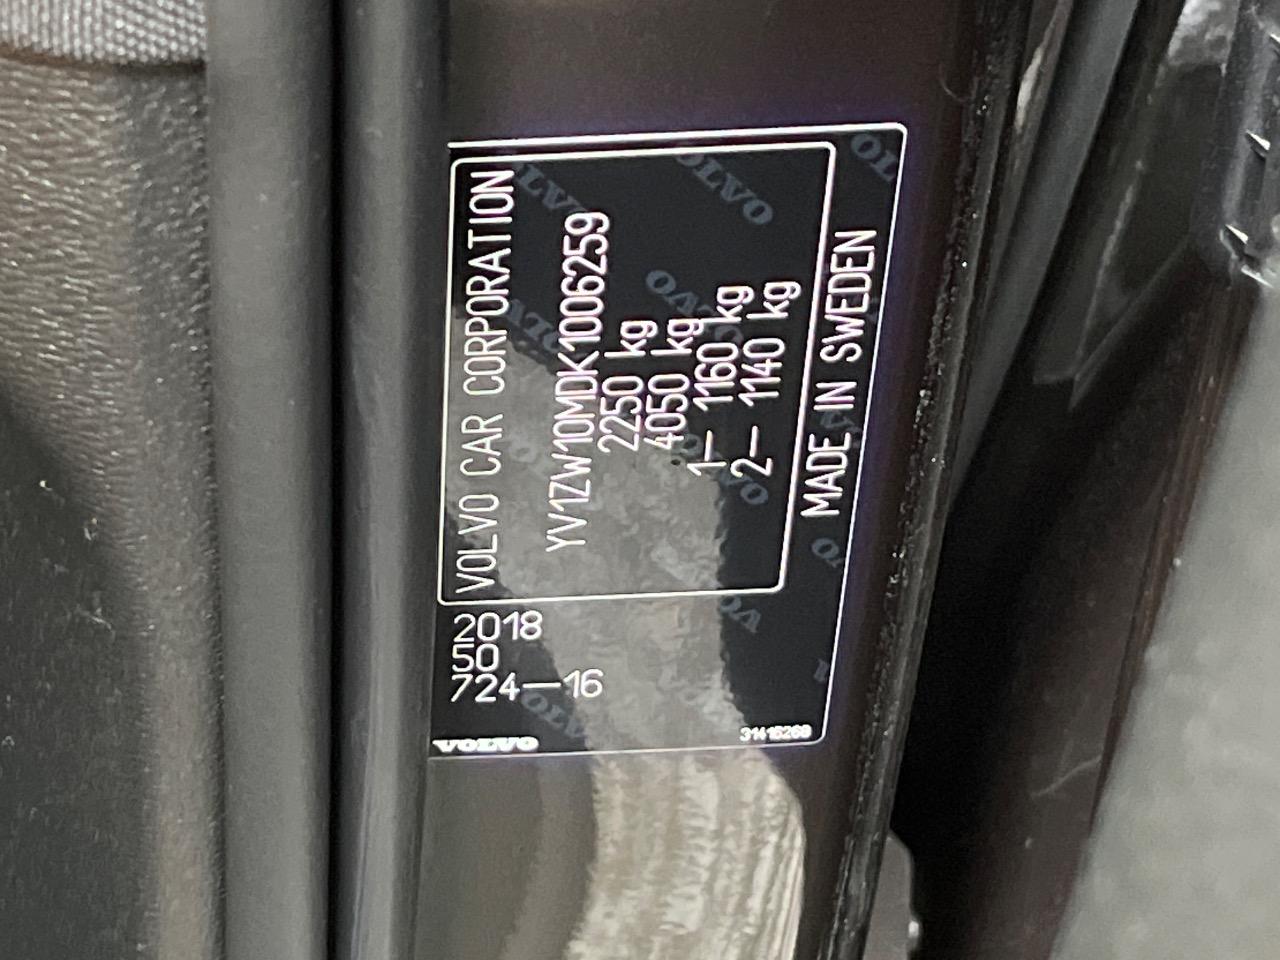 VOLVO CAR CORPORATION
YV1ZW10MDK1006259
2250 kg
4050 kg
1– 1160 kg
2– 1140 kg
MADE IN SWEDEN
2018
50
724–16
VOLVO
31416268